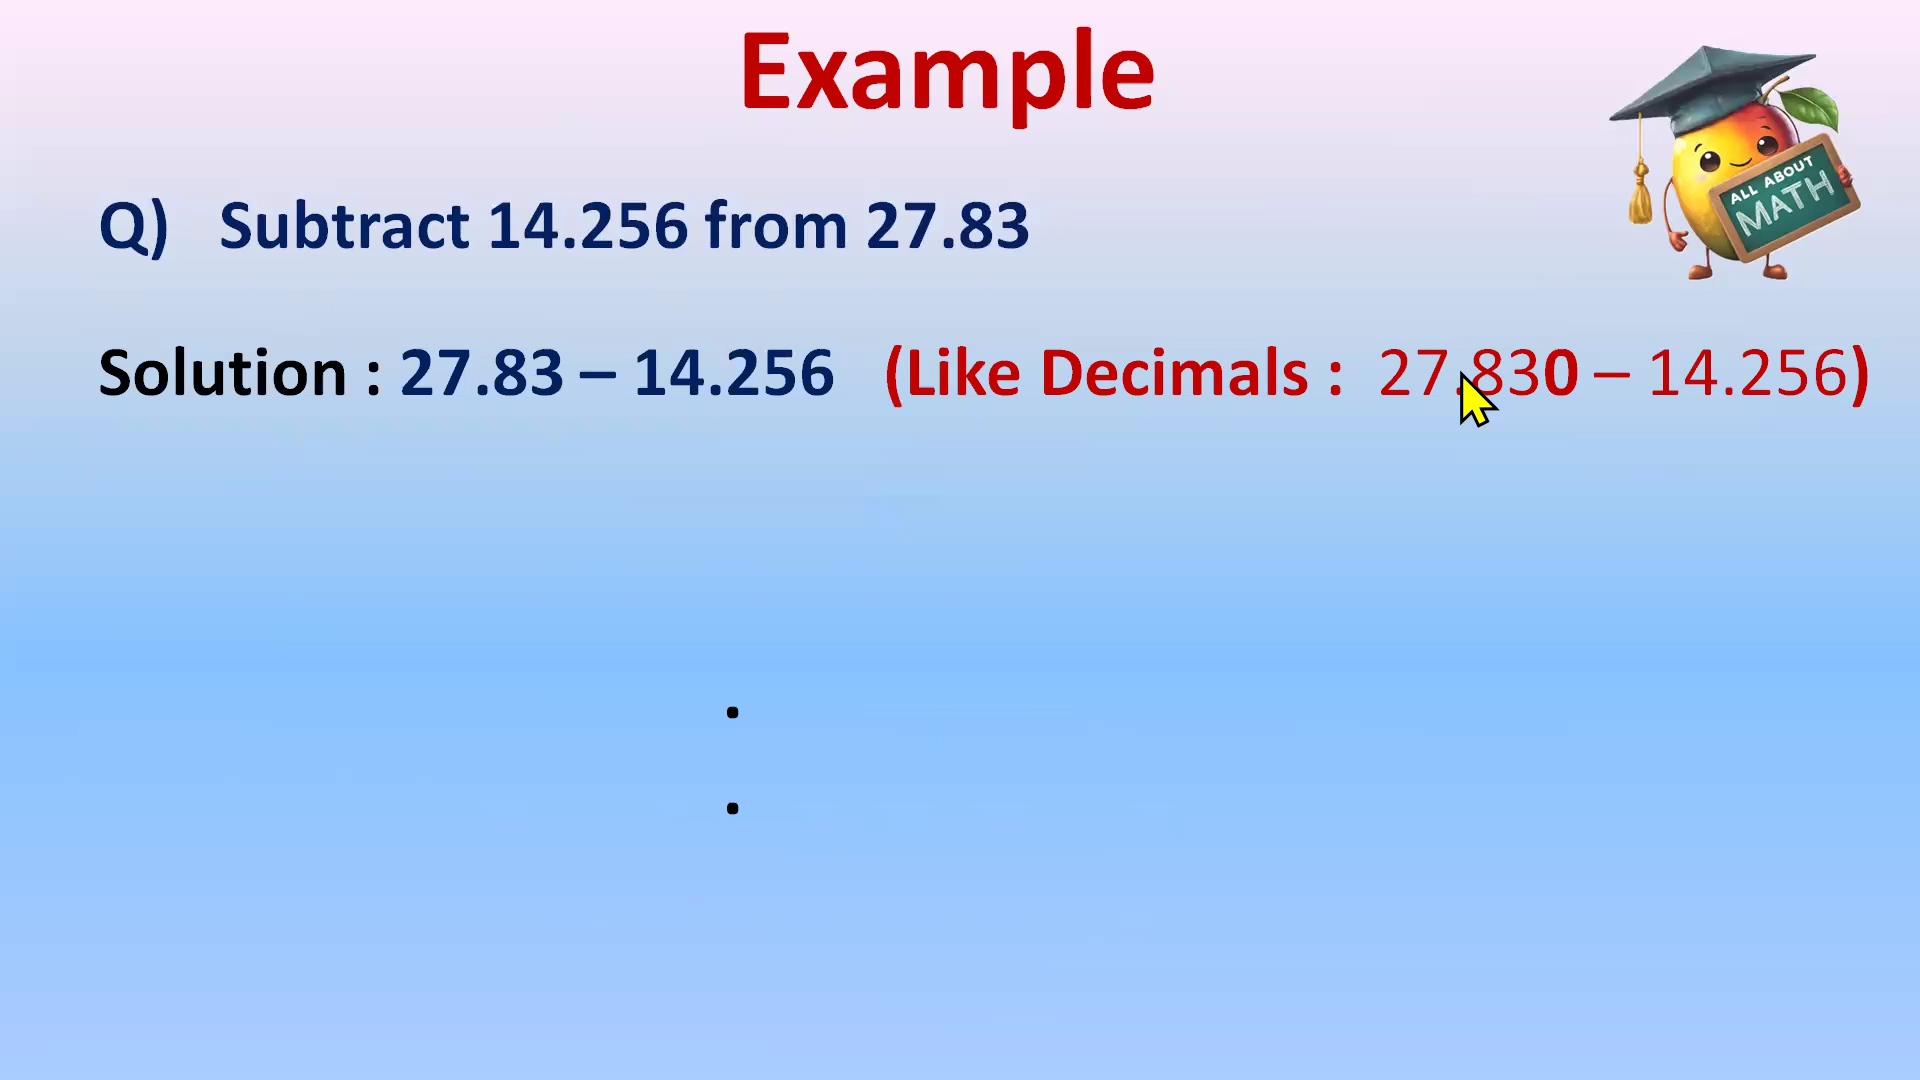 Example
ALL ABOUT
MATH
Q) Subtract 14.256 from 27.83
Solution : 27.83 – 14.256 (Like Decimals : 27.830 – 14.256)
.
.